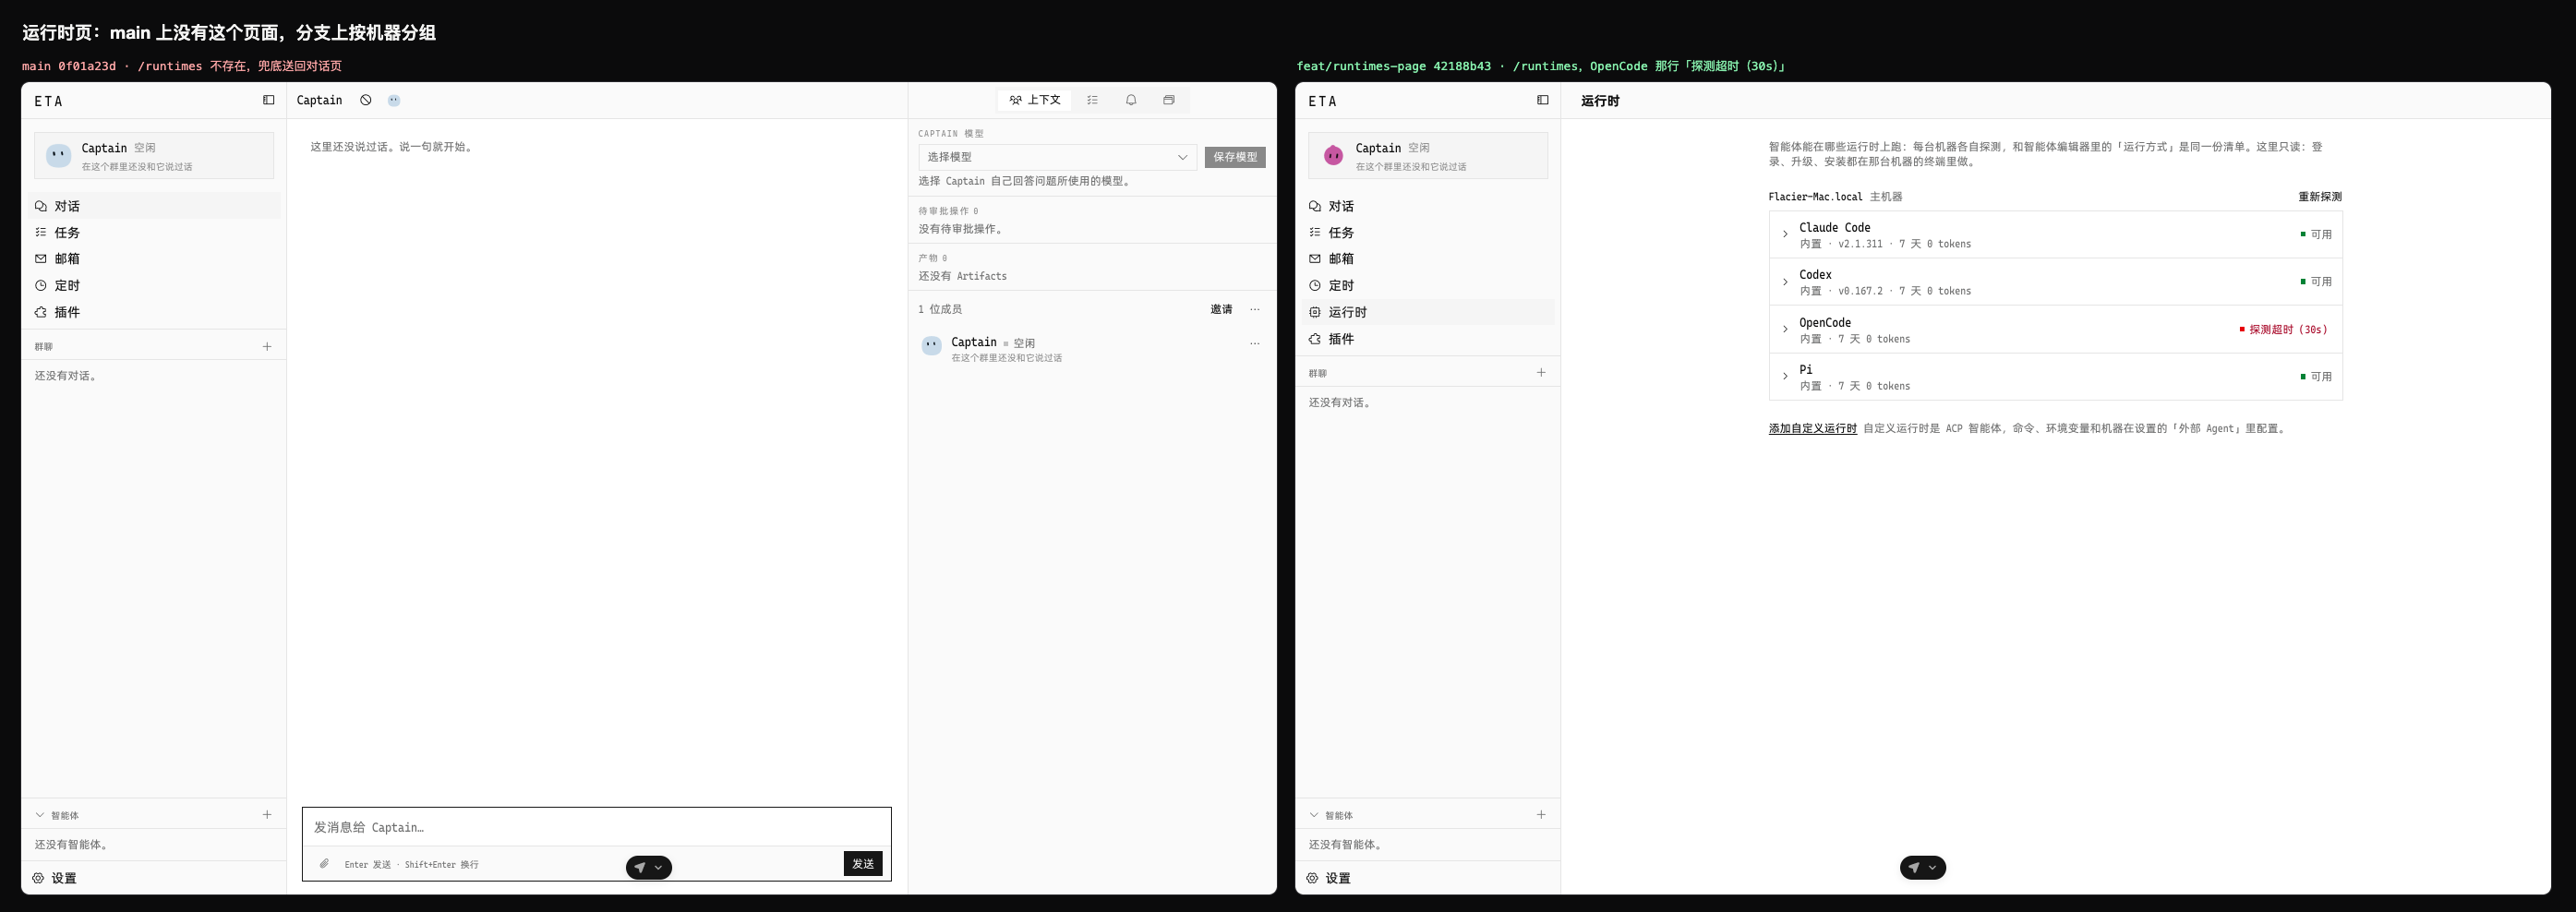 运行时页：main 上没有这个页面，分支上按机器分组
main 0f01a23d · /runtimes 不存在，兜底送回对话页
ETA
Captain 空闲
在这个群里还没和它说过话
对话
任务
邮箱
定时
插件
群聊
还没有对话。
智能体
还没有智能体。
设置
Captain
这里还没说过话。说一句就开始。
发消息给 Captain…
Enter 发送 · Shift+Enter 换行
发送
上下文
CAPTAIN 模型
选择模型
保存模型
选择 Captain 自己回答问题所使用的模型。
待审批操作 0
没有待审批操作。
产物 0
还没有 Artifacts
1 位成员
邀请
Captain 空闲
在这个群里还没和它说过话
feat/runtimes-page 42188b43 · /runtimes，OpenCode 那行「探测超时（30s）」
ETA
Captain 空闲
在这个群里还没和它说过话
对话
任务
邮箱
定时
运行时
插件
群聊
还没有对话。
智能体
还没有智能体。
设置
运行时
智能体能在哪些运行时上跑：每台机器各自探测，和智能体编辑器里的「运行方式」是同一份清单。这里只读：登
录、升级、安装都在那台机器的终端里做。
Flacier-Mac.local 主机器
重新探测
Claude Code
内置 · v2.1.311 · 7 天 0 tokens
可用
Codex
内置 · v0.167.2 · 7 天 0 tokens
可用
OpenCode
内置 · 7 天 0 tokens
探测超时（30s）
Pi
内置 · 7 天 0 tokens
可用
添加自定义运行时 自定义运行时是 ACP 智能体，命令、环境变量和机器在设置的「外部 Agent」里配置。